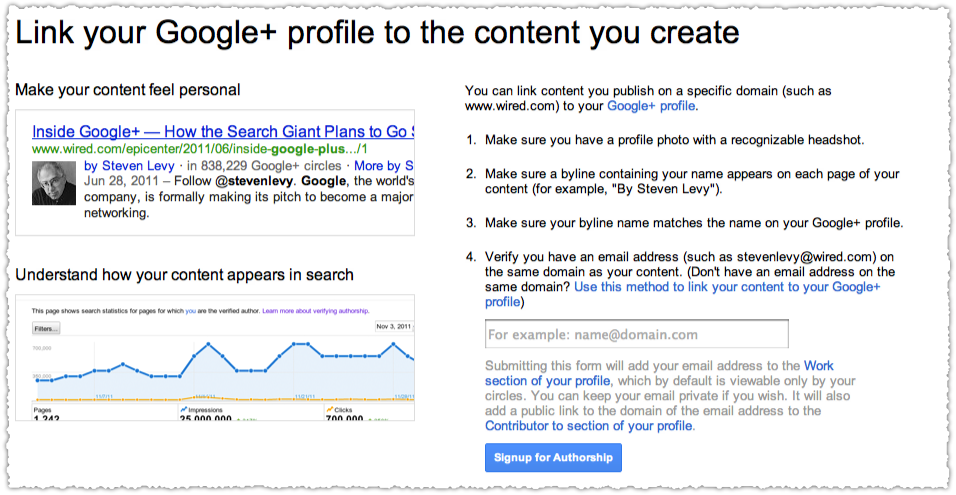 Link your Google+ profile to the content you create
Make your content feel personal
Inside Google+ — How the Search Giant Plans to Go
www.wired.com/epicenter/2011/06/inside-google-plus.../1
by Steven Levy · in 838,229 Google+ circles · More by S
Jun 28, 2011 – Follow @stevenlevy. Google, the world's
company, is formally making its pitch to become a major
networking.
Understand how your content appears in search
This page shows search statistics for pages for which you are the verified author. Learn more about verifying authorship.
Filters...
Nov 3, 2011
700,000
350,000
11/7/11
11/21/11
Pages
Impressions
Clicks
1,242
25,000,000
700,000
You can link content you publish on a specific domain (such as
www.wired.com) to your Google+ profile.
1. Make sure you have a profile photo with a recognizable headshot.
2. Make sure a byline containing your name appears on each page of your
content (for example, "By Steven Levy").
3. Make sure your byline name matches the name on your Google+ profile.
4. Verify you have an email address (such as stevenlevy@wired.com) on
the same domain as your content. (Don't have an email address on the
same domain? Use this method to link your content to your Google+
profile)
For example: name@domain.com
Submitting this form will add your email address to the Work
section of your profile, which by default is viewable only by your
circles. You can keep your email private if you wish. It will also
add a public link to the domain of the email address to the
Contributor to section of your profile.
Signup for Authorship